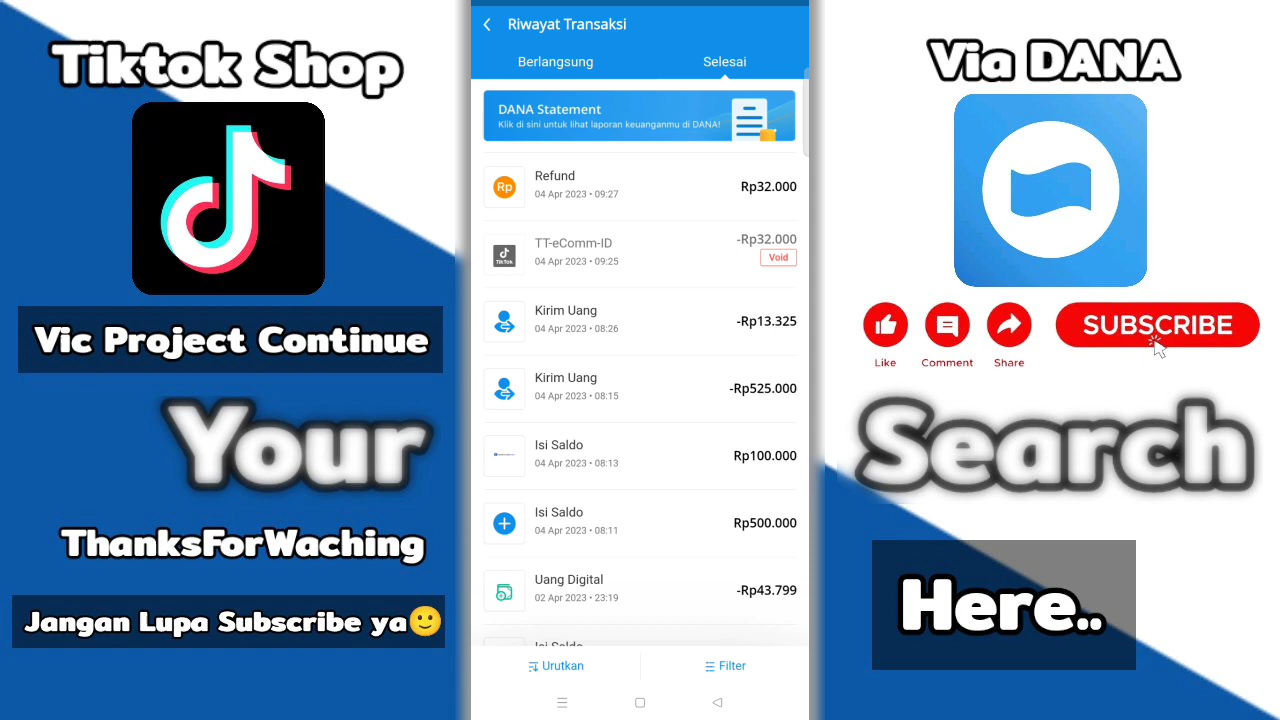 Tiktok Shop
Vic Project Continue
Your
ThanksForWaching
Jangan Lupa Subscribe ya🙂
Riwayat Transaksi
Berlangsung
Selesai
DANA Statement
Klik di sini untuk lihat laporan keuanganmu di DANA!
Rp
Refund
04 Apr 2023 • 09:27
Rp32.000
TikTok
TT-eComm-ID
04 Apr 2023 • 09:25
-Rp32.000
Void
Kirim Uang
04 Apr 2023 • 08:26
-Rp13.325
Kirim Uang
04 Apr 2023 • 08:15
-Rp525.000
Isi Saldo
04 Apr 2023 • 08:13
Rp100.000
Isi Saldo
04 Apr 2023 • 08:11
Rp500.000
Uang Digital
02 Apr 2023 • 23:19
-Rp43.799
Isi Saldo
Urutkan
Filter
Via DANA
SUBSCRIBE
Like
Comment
Share
Search
Here..